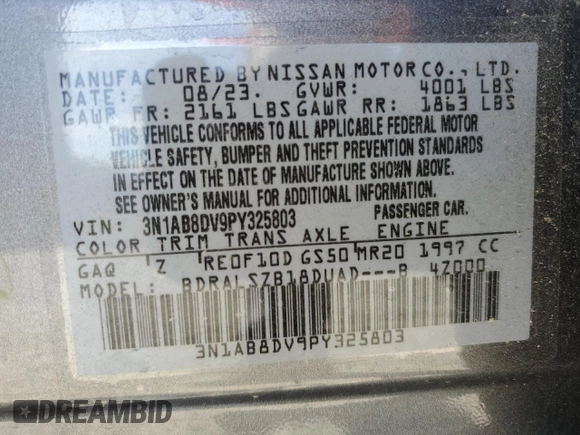 MANUFACTURED BY NISSAN MOTOR CO., LTD.
DATE: 08/23. GVWR: 4001 LBS
GAWR FR: 2161 LBS GAWR RR: 1863 LBS
THIS VEHICLE CONFORMS TO ALL APPLICABLE FEDERAL MOTOR
VEHICLE SAFETY, BUMPER AND THEFT PREVENTION STANDARDS
IN EFFECT ON THE DATE OF MANUFACTURE SHOWN ABOVE.
SEE OWNER'S MANUAL FOR ADDITIONAL INFORMATION.
VIN: 3N1AB8DV9PY325803 PASSENGER CAR.
COLOR TRIM TRANS AXLE ENGINE
GAQ Z RE0F10D GS50 MR20 1997 CC
MODEL: BDRALSZB18DUAD---B 4Z000
3N1AB8DV9PY325803
DREAMBID